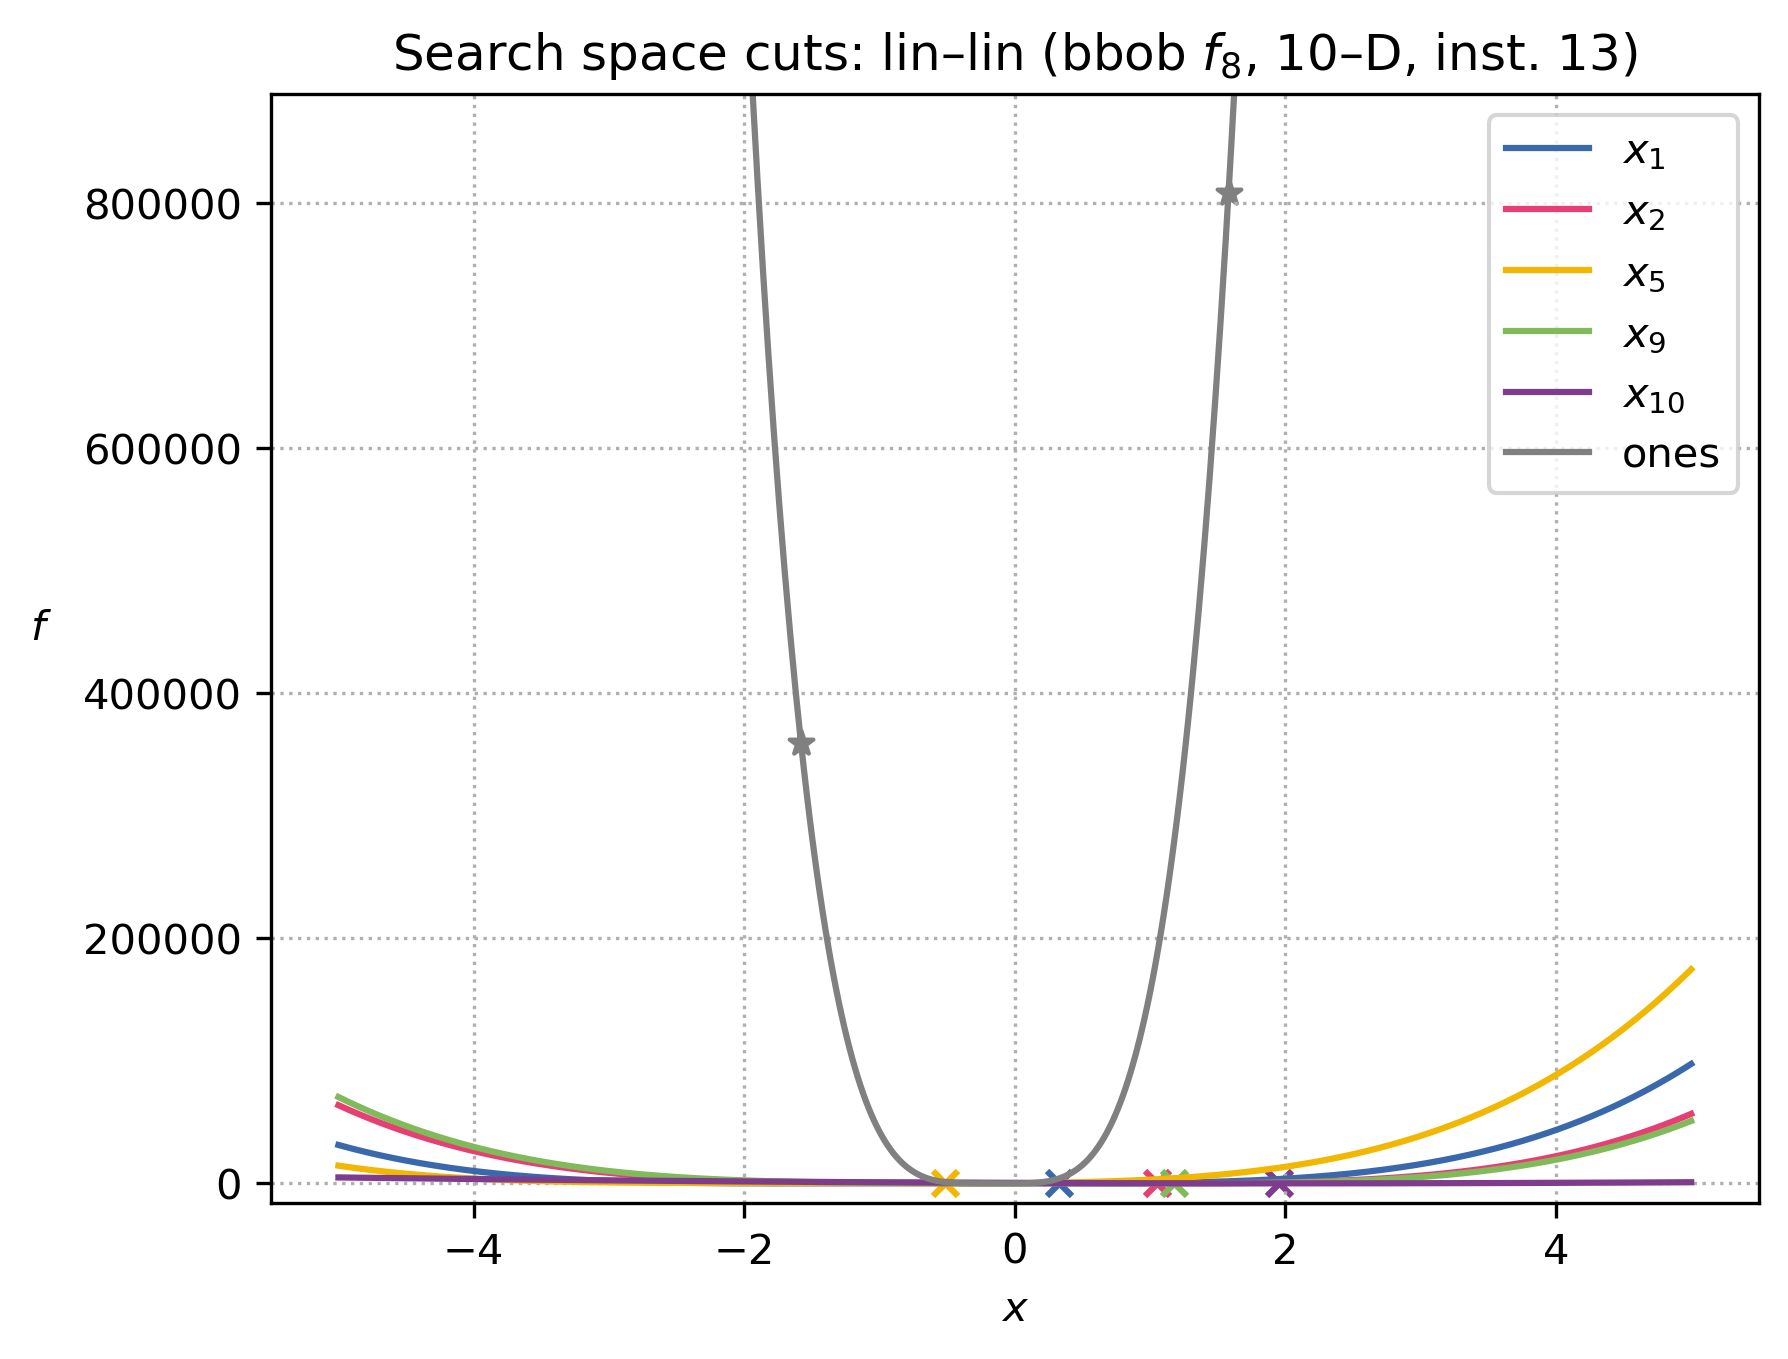 Search space cuts: lin–lin (bbob f₈, 10–D, inst. 13)
x₁
x₂
x₅
x₉
x₁₀
ones
800000
600000
400000
200000
0
f
−4 −2 0 2 4
x